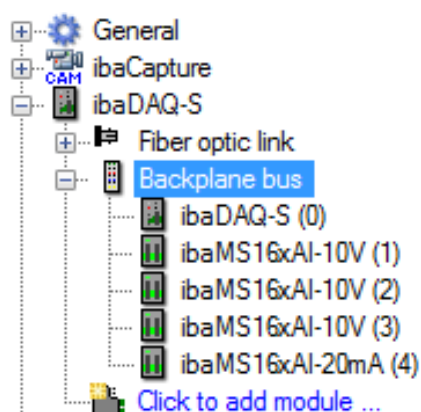 General
CAM ibaCapture
ibaDAQ-S
Fiber optic link
Backplane bus
ibaDAQ-S (0)
ibaMS16xAI-10V (1)
ibaMS16xAI-10V (2)
ibaMS16xAI-10V (3)
ibaMS16xAI-20mA (4)
Click to add module ...